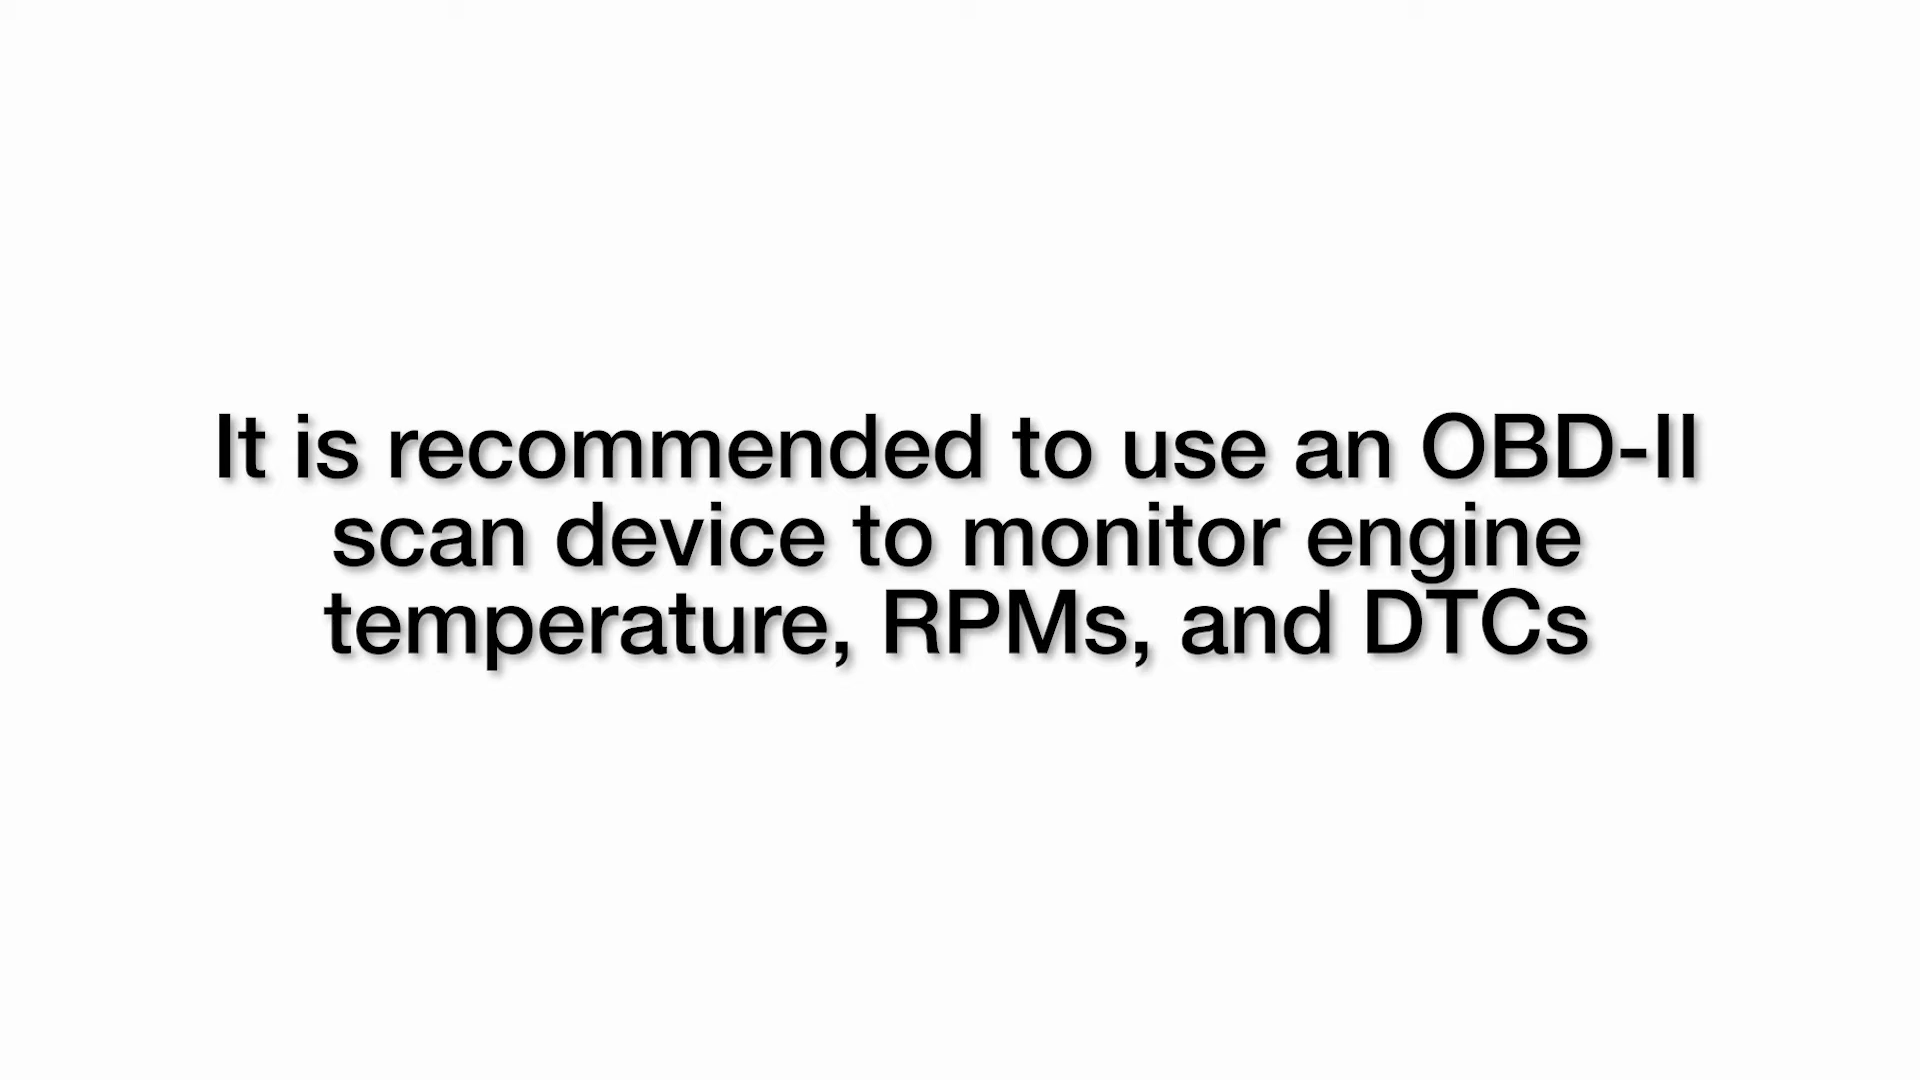 It is recommended to use an OBD-II
scan device to monitor engine
temperature, RPMs, and DTCs